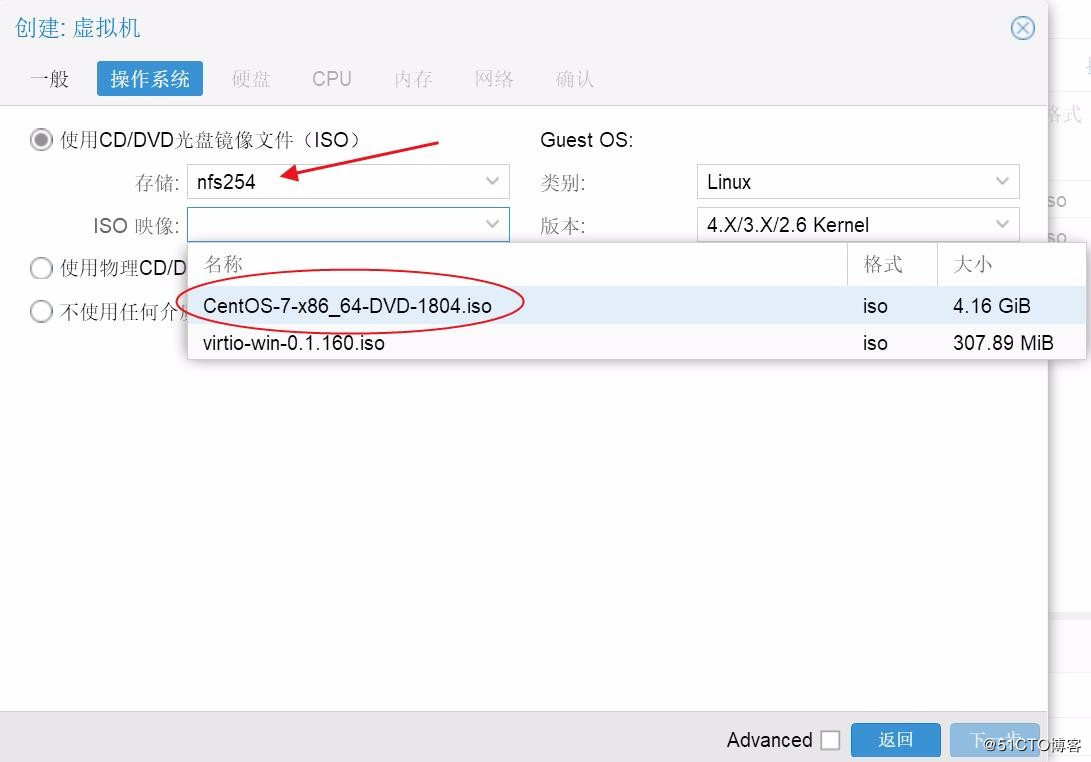 创建: 虚拟机
一般 操作系统 硬盘 CPU 内存 网络 确认
使用CD/DVD光盘镜像文件（ISO） Guest OS:
格式
存储: nfs254 类别: Linux
so
ISO 映像: 版本: 4.X/3.X/2.6 Kernel
so
使用物理CD/D 名称 格式 大小
不使用任何介 CentOS-7-x86_64-DVD-1804.iso iso 4.16 GiB
virtio-win-0.1.160.iso iso 307.89 MiB
Advanced 返回 下一步
@51CTO博客